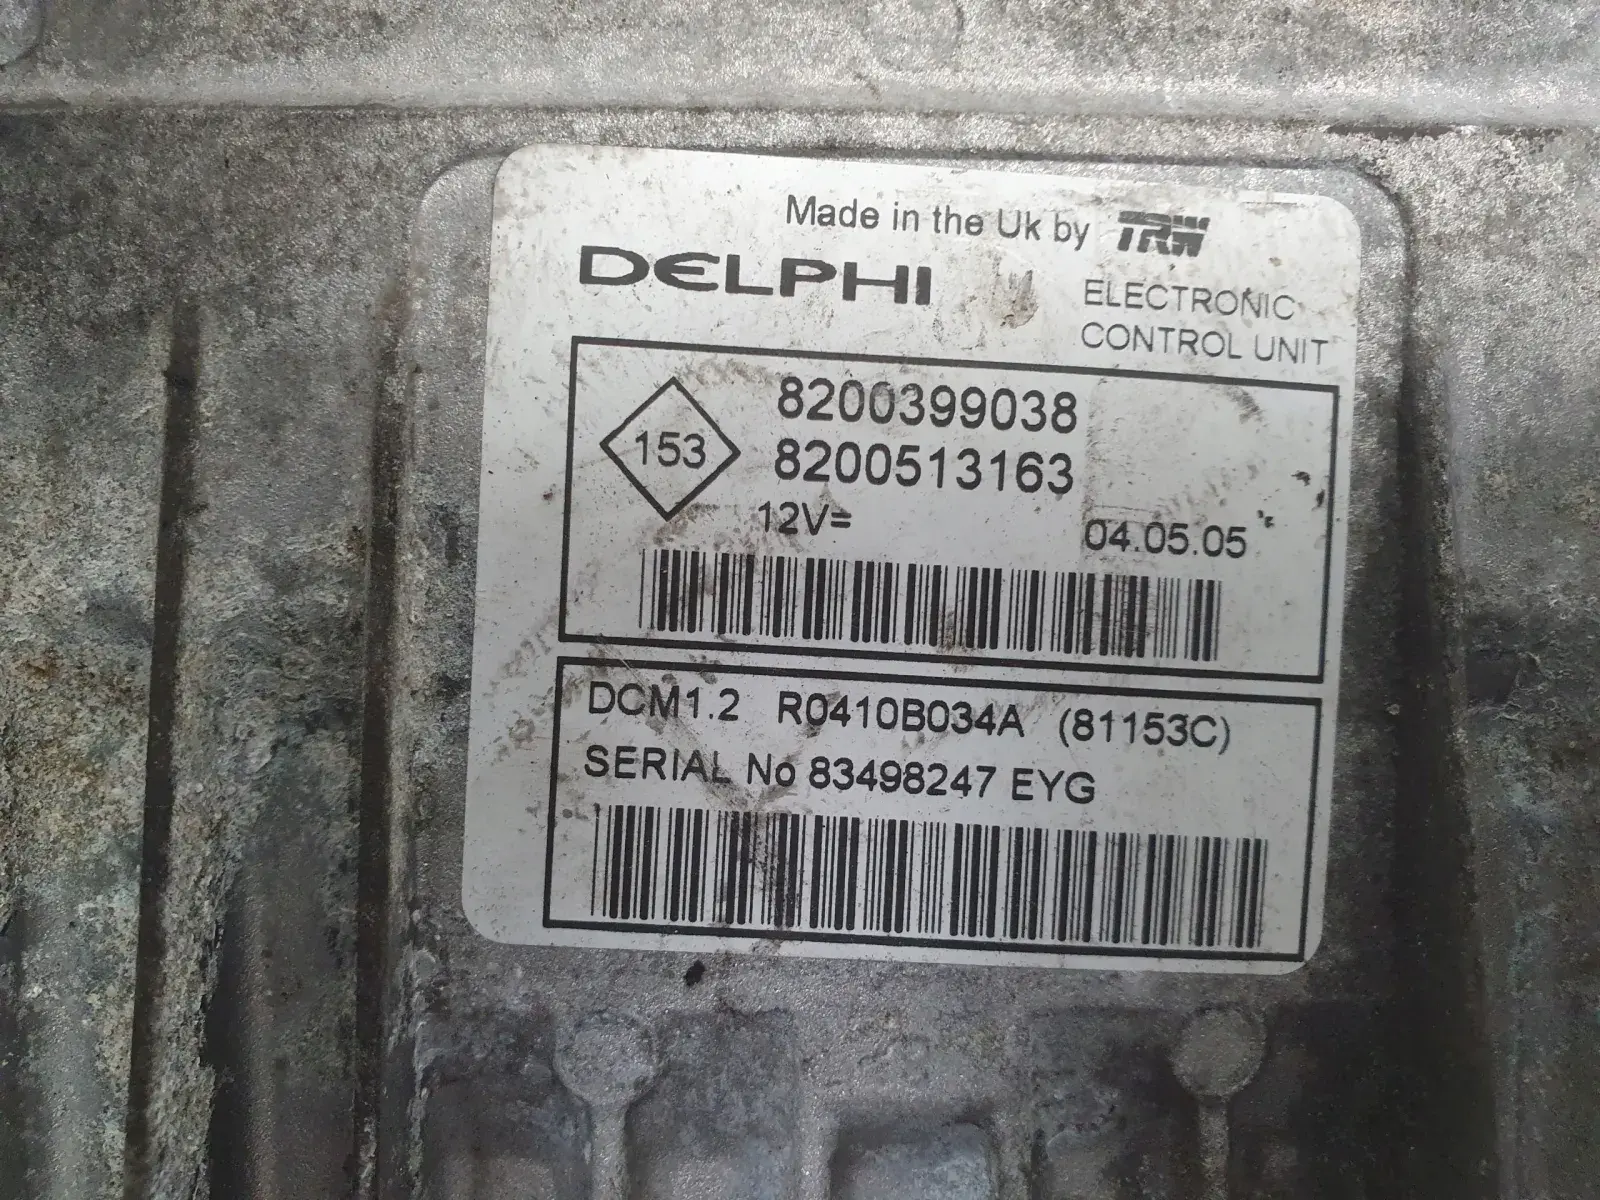 Made in the Uk by TRW
DELPHI
ELECTRONIC
CONTROL UNIT
153
8200399038
8200513163
12V=
04.05.05
DCM1.2 R0410B034A (81153C)
SERIAL No 83498247 EYG